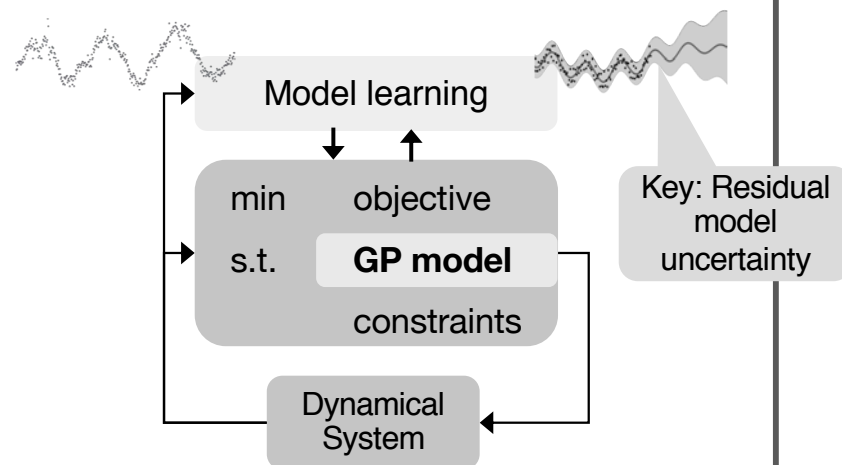 Model learning
Key: Residual
model
uncertainty
min objective
s.t. GP model
constraints
Dynamical
System